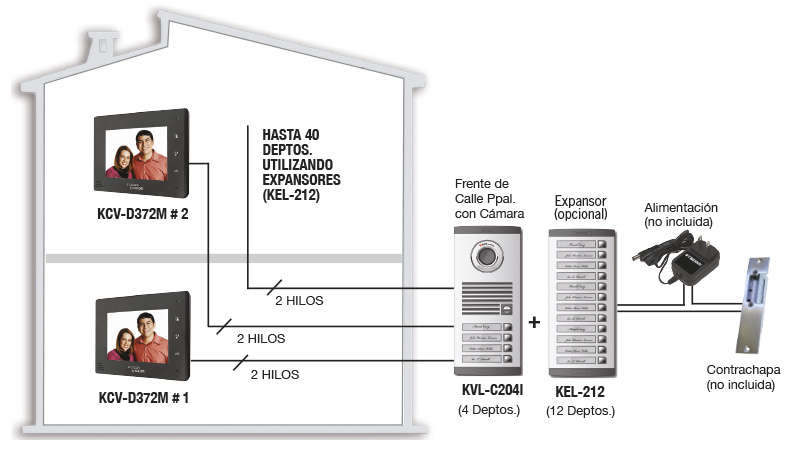 HASTA 40
DEPTOS.
UTILIZANDO
EXPANSORES
(KEL-212)
KCV-D372M # 2
Frente de
Calle Ppal.
con Cámara
Expansor
(opcional)
Alimentación
(no incluida)
2 HILOS
2 HILOS
2 HILOS
+
KCV-D372M # 1
KVL-C204I
(4 Deptos.)
KEL-212
(12 Deptos.)
Contrachapa
(no incluida)